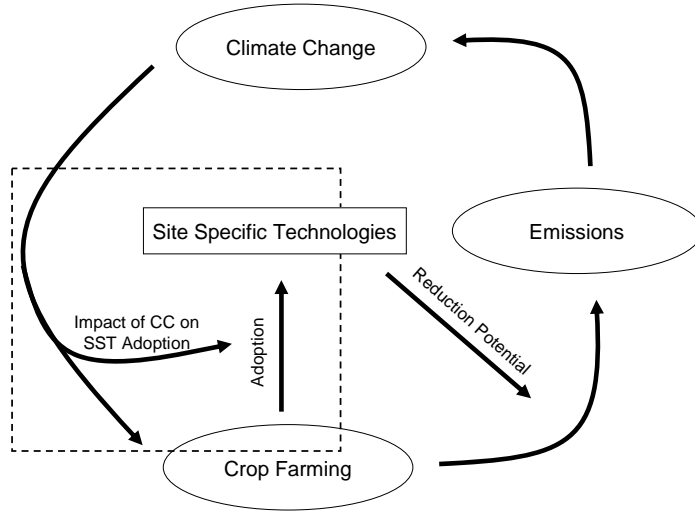 Climate Change
Site Specific Technologies
Emissions
Impact of CC on
SST Adoption
Adoption
Reduction Potential
Crop Farming